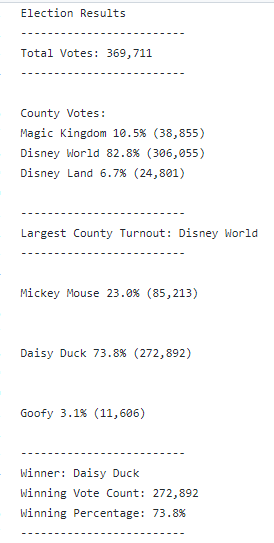 Election Results
-------------------------
Total Votes: 369,711
-------------------------
County Votes:
Magic Kingdom 10.5% (38,855)
Disney World 82.8% (306,055)
Disney Land 6.7% (24,801)
-------------------------
Largest County Turnout: Disney World
-------------------------
Mickey Mouse 23.0% (85,213)
Daisy Duck 73.8% (272,892)
Goofy 3.1% (11,606)
-------------------------
Winner: Daisy Duck
Winning Vote Count: 272,892
Winning Percentage: 73.8%
-------------------------